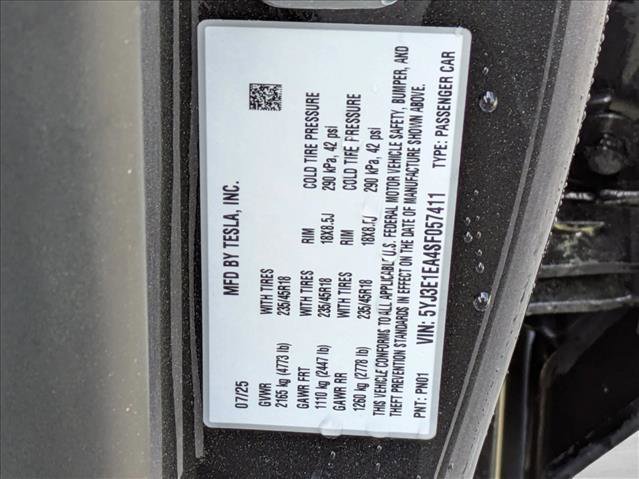 MFD BY TESLA, INC.
07/25
GVWR WITH TIRES RIM COLD TIRE PRESSURE
2165 kg (4773 lb) 235/45R18 18X8.5J 290 kPa, 42 psi
GAWR FRT WITH TIRES RIM COLD TIRE PRESSURE
1110 kg (2447 lb) 235/45R18 18X8.5J 290 kPa, 42 psi
GAWR RR
1260 kg (2778 lb)
THIS VEHICLE CONFORMS TO ALL APPLICABLE U.S. FEDERAL MOTOR VEHICLE SAFETY, BUMPER, AND
THEFT PREVENTION STANDARDS IN EFFECT ON THE DATE OF MANUFACTURE SHOWN ABOVE.
VIN: 5YJ3E1EA4SF057411 TYPE: PASSENGER CAR
PNT: PN01